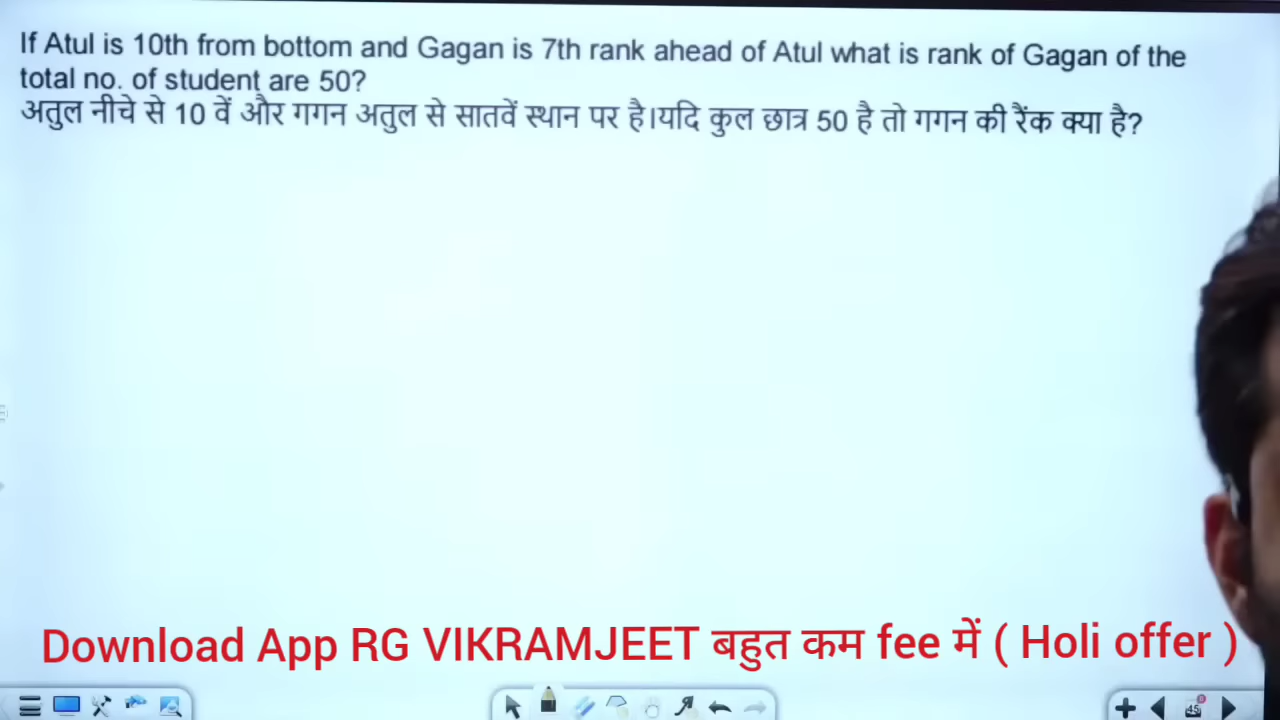 If Atul is 10th from bottom and Gagan is 7th rank ahead of Atul what is rank of Gagan of the
total no. of student are 50?
अतुल नीचे से 10 वें और गगन अतुल से सातवें स्थान पर है।यदि कुल छात्र 50 है तो गगन की रैंक क्या है?
Download App RG VIKRAMJEET बहुत कम fee में ( Holi offer )
45